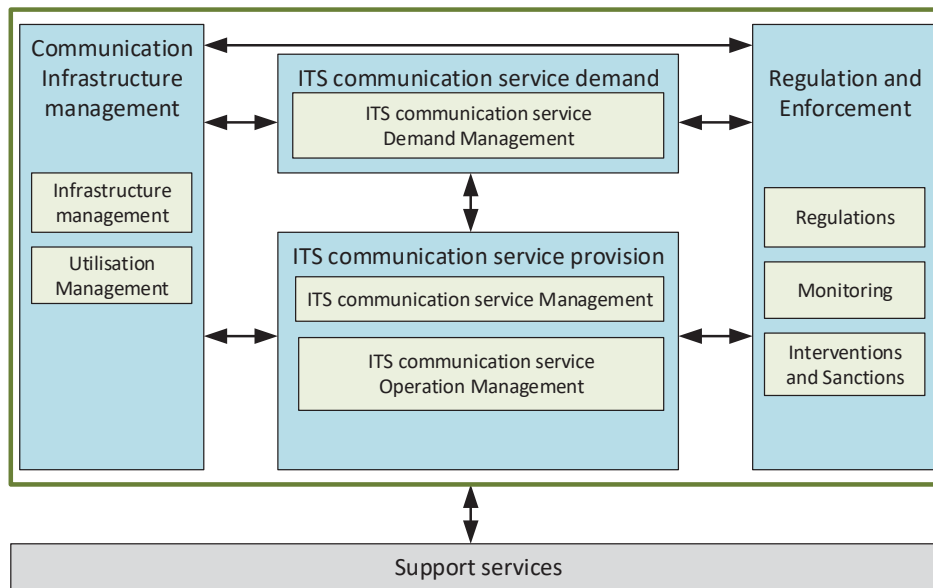 Communication
Infrastructure
management
Infrastructure
management
Utilisation
Management
ITS communication service demand
ITS communication service
Demand Management
ITS communication service provision
ITS communication service Management
ITS communication service
Operation Management
Regulation and
Enforcement
Regulations
Monitoring
Interventions
and Sanctions
Support services